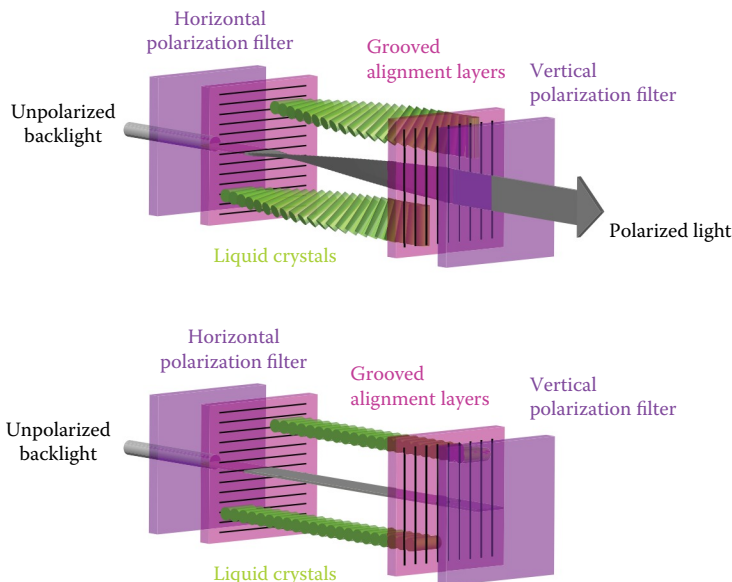 Horizontal
polarization filter
Grooved
alignment layers
Vertical
polarization filter
Unpolarized
backlight
Polarized light
Liquid crystals
Horizontal
polarization filter
Grooved
alignment layers
Vertical
polarization filter
Unpolarized
backlight
Liquid crystals